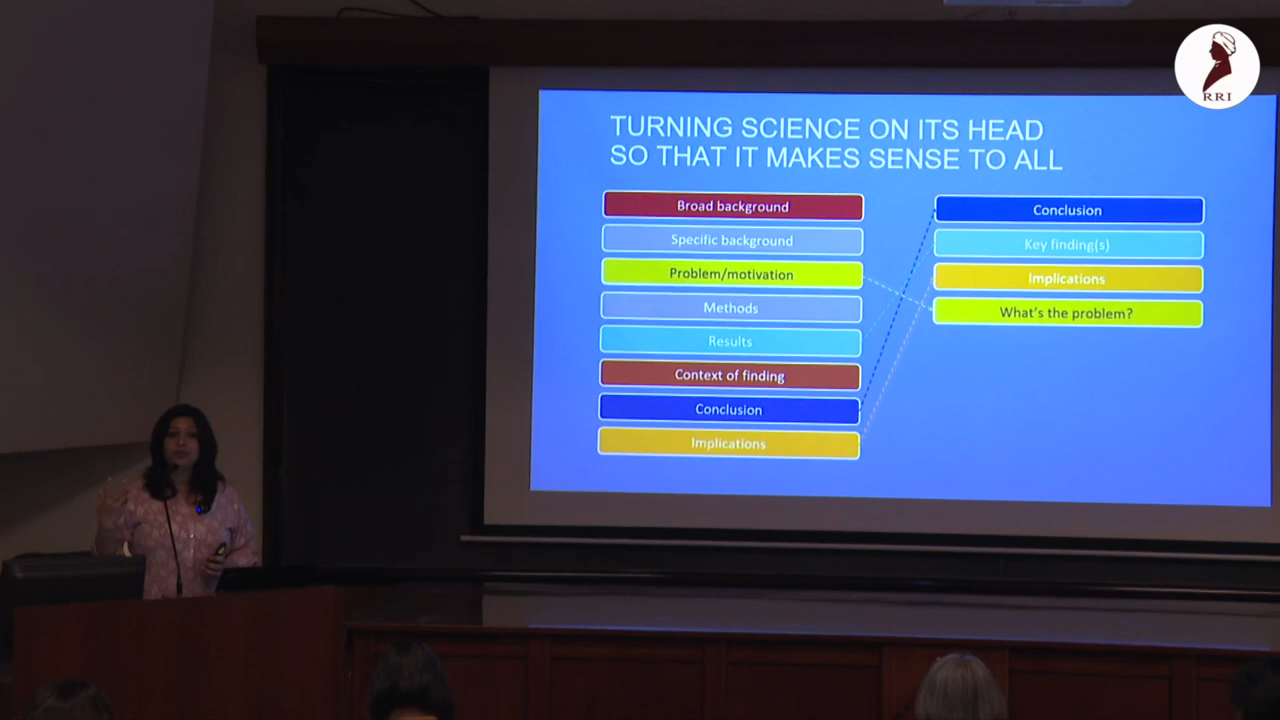 RRI
TURNING SCIENCE ON ITS HEAD
SO THAT IT MAKES SENSE TO ALL
Broad background
Specific background
Problem/motivation
Methods
Results
Context of finding
Conclusion
Implications
Conclusion
Key finding(s)
Implications
What's the problem?